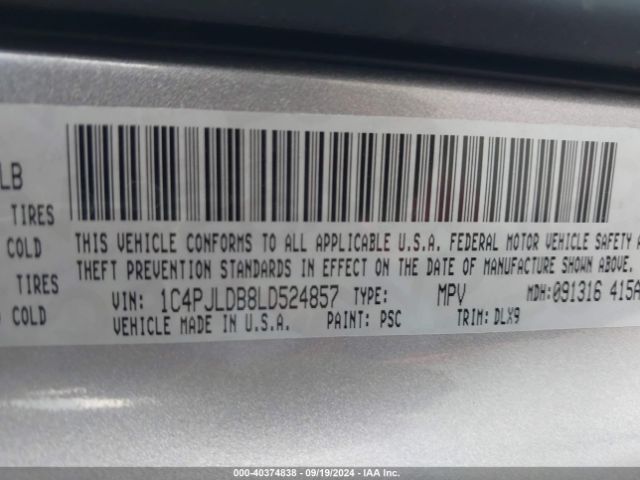 LB
TIRES
COLD
TIRES
COLD
THIS VEHICLE CONFORMS TO ALL APPLICABLE U.S.A. FEDERAL MOTOR VEHICLE SAFETY
THEFT PREVENTION STANDARDS IN EFFECT ON THE DATE OF MANUFACTURE SHOWN ABOVE.
VIN: 1C4PJLDB8LD524857 TYPE: MPV MDH:091316 415A
VEHICLE MADE IN U.S.A. PAINT: PSC TRIM: DLX9
000-40374838 - 09/19/2024 - IAA Inc.